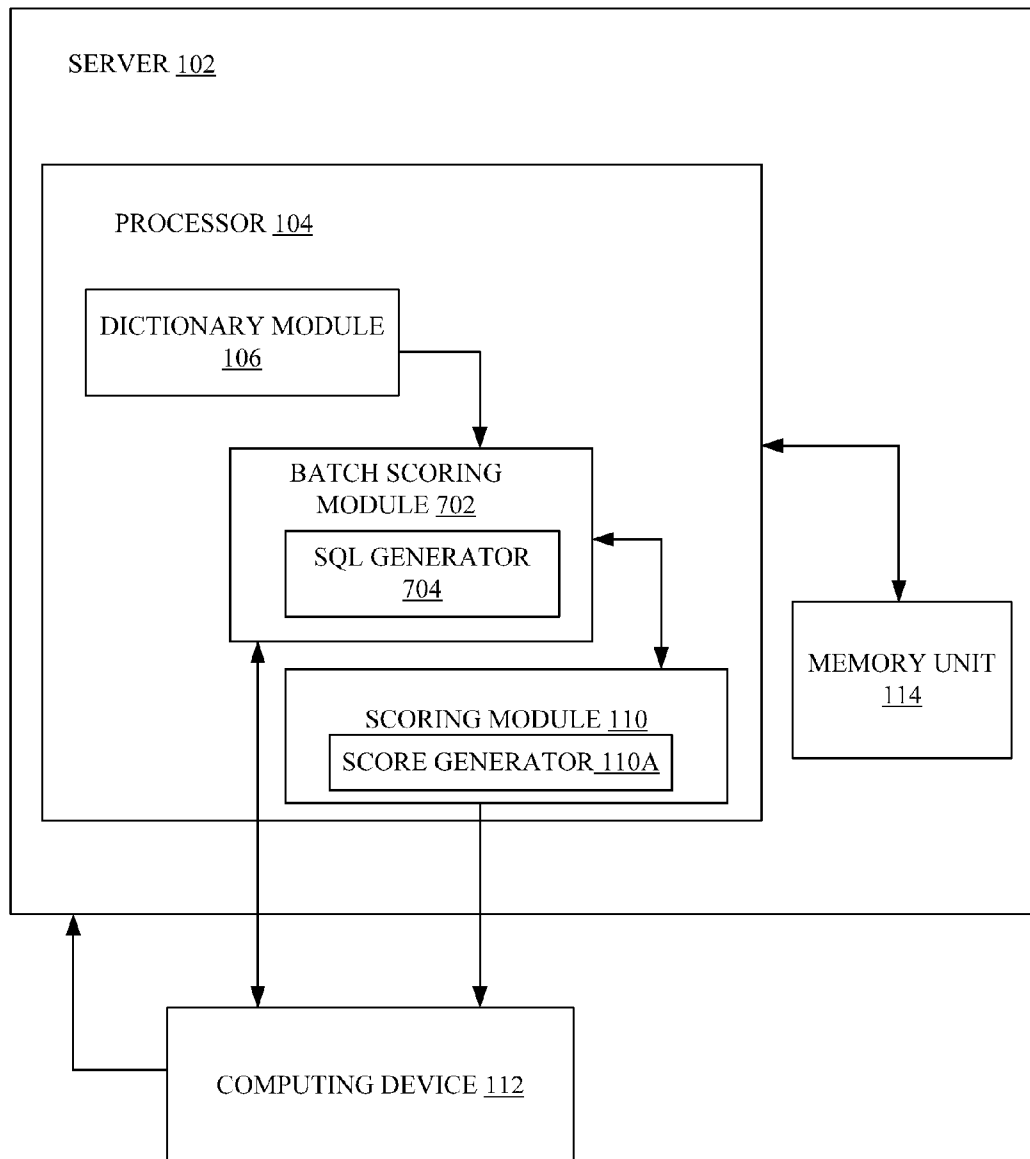 SERVER 102
PROCESSOR 104
DICTIONARY MODULE
106
BATCH SCORING
MODULE 702
SQL GENERATOR
704
SCORING MODULE 110
SCORE GENERATOR 110A
MEMORY UNIT
114
COMPUTING DEVICE 112